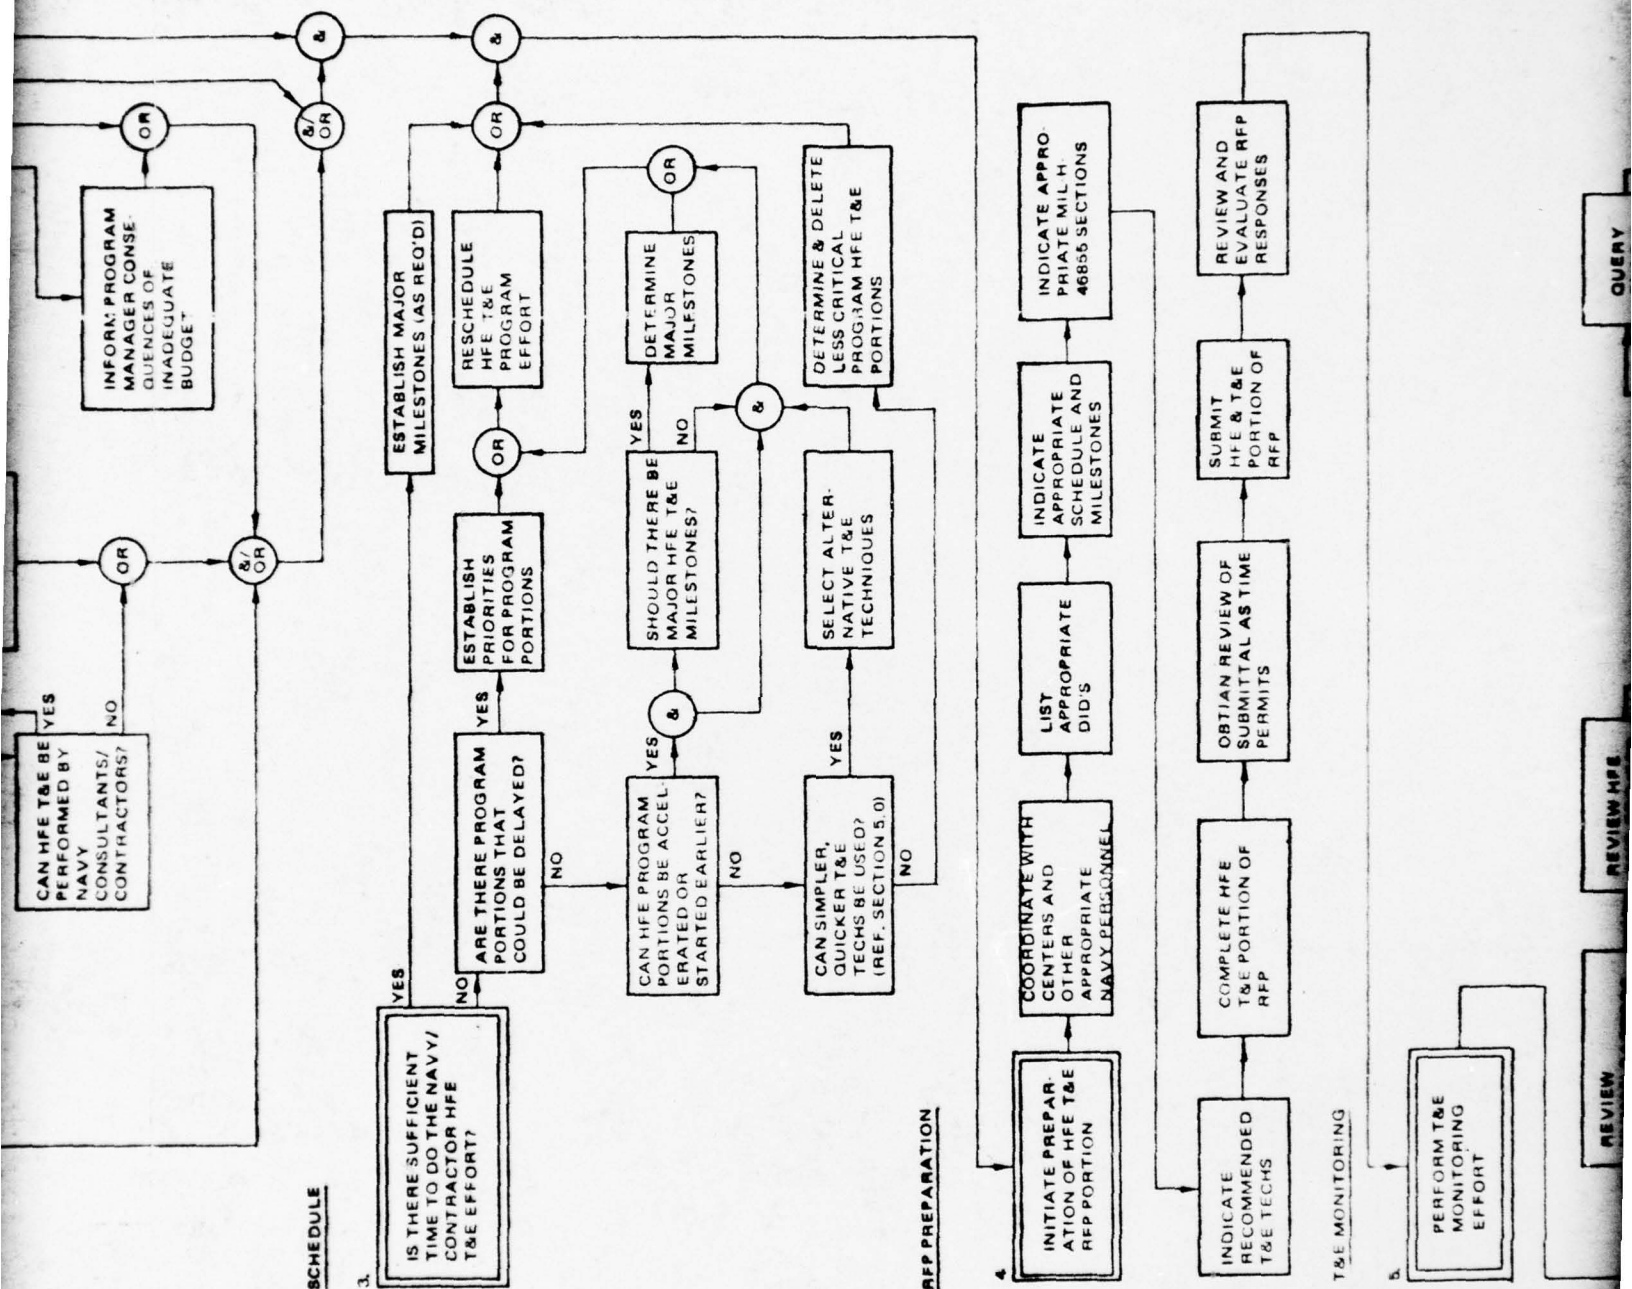 CAN HFE T&E BE
PERFORMED BY
NAVY
CONSULTANTS/
CONTRACTORS?
YES
NO
OR
&/
OR
INFORM PROGRAM
MANAGER CONSE-
QUENCES OF
INADEQUATE
BUDGET
OR
&/
OR
&
SCHEDULE
3.
IS THERE SUFFICIENT
TIME TO DO THE NAVY/
CONTRACTOR HFE
T&E EFFORT?
YES
NO
ESTABLISH MAJOR
MILESTONES (AS REQ'D)
ARE THERE PROGRAM
PORTIONS THAT
COULD BE DELAYED?
YES
NO
ESTABLISH
PRIORITIES
FOR PROGRAM
PORTIONS
OR
RESCHEDULE
HFE T&E
PROGRAM
EFFORT
OR
&
CAN HFE PROGRAM
PORTIONS BE ACCEL-
ERATED OR
STARTED EARLIER?
YES
NO
&
SHOULD THERE BE
MAJOR HFE T&E
MILESTONES?
YES
NO
DETERMINE
MAJOR
MILESTONES
OR
&
CAN SIMPLER,
QUICKER T&E
TECHS BE USED?
(REF. SECTION 5.0)
YES
NO
SELECT ALTER-
NATIVE T&E
TECHNIQUES
DETERMINE & DELETE
LESS CRITICAL
PROGRAM HFE T&E
PORTIONS
RFP PREPARATION
4.
INITIATE PREPAR-
ATION OF HFE T&E
RFP PORTION
COORDINATE WITH
CENTERS AND
OTHER
APPROPRIATE
NAVY PERSONNEL
LIST
APPROPRIATE
DID'S
INDICATE
APPROPRIATE
SCHEDULE AND
MILESTONES
INDICATE APPRO-
PRIATE MIL-H-
46855 SECTIONS
INDICATE
RECOMMENDED
T&E TECHS
COMPLETE HFE
T&E PORTION OF
RFP
OBTIAN REVIEW OF
SUBMITTAL AS TIME
PERMITS
SUBMIT
HFE & T&E
PORTION OF
RFP
REVIEW AND
EVALUATE RFP
RESPONSES
T&E MONITORING
5.
PERFORM T&E
MONITORING
EFFORT
REVIEW
REVIEW HFE
QUERY